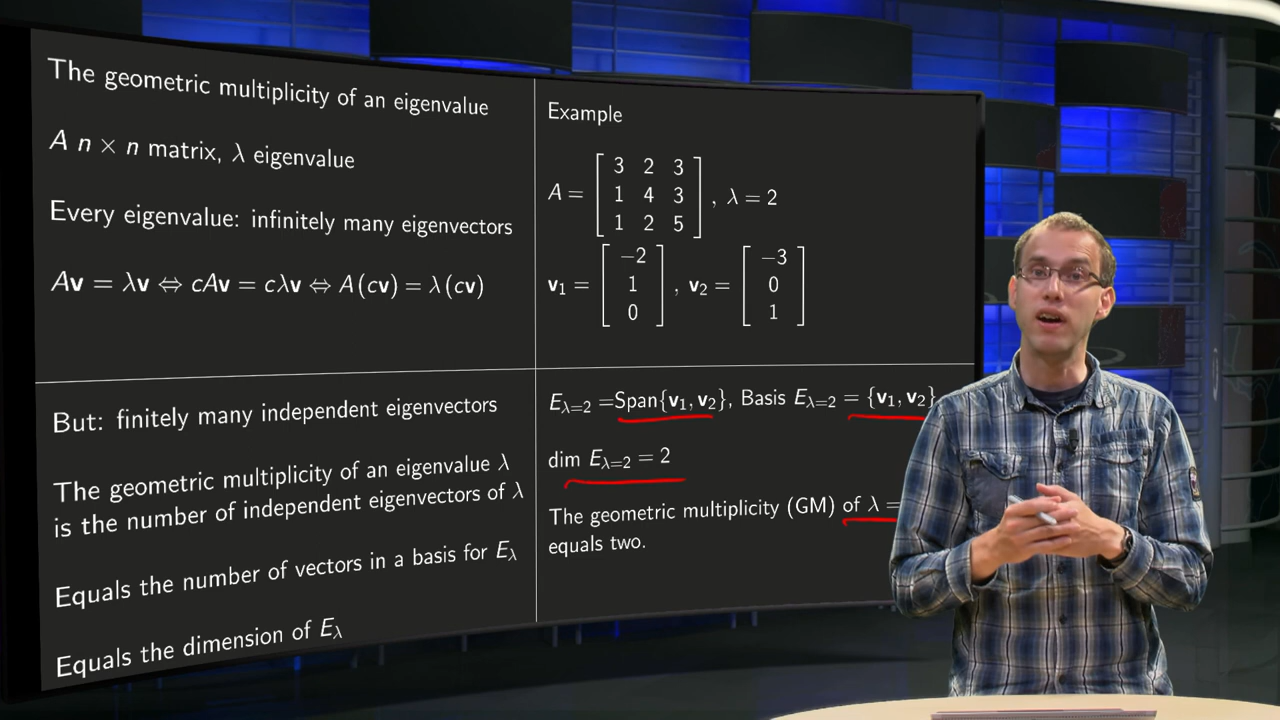 The geometric multiplicity of an eigenvalue
A n × n matrix, λ eigenvalue
Every eigenvalue: infinitely many eigenvectors
Av = λv ⇔ cAv = cλv ⇔ A(cv) = λ(cv)
But: finitely many independent eigenvectors
The geometric multiplicity of an eigenvalue λ
is the number of independent eigenvectors of λ
Equals the number of vectors in a basis for E_λ
Equals the dimension of E_λ
Example
A = [3 2 3; 1 4 3; 1 2 5], λ = 2
v₁ = [−2; 1; 0], v₂ = [−3; 0; 1]
E_λ=2 =Span{v₁, v₂}, Basis E_λ=2 = {v₁, v₂}
dim E_λ=2 = 2
The geometric multiplicity (GM) of λ =
equals two.